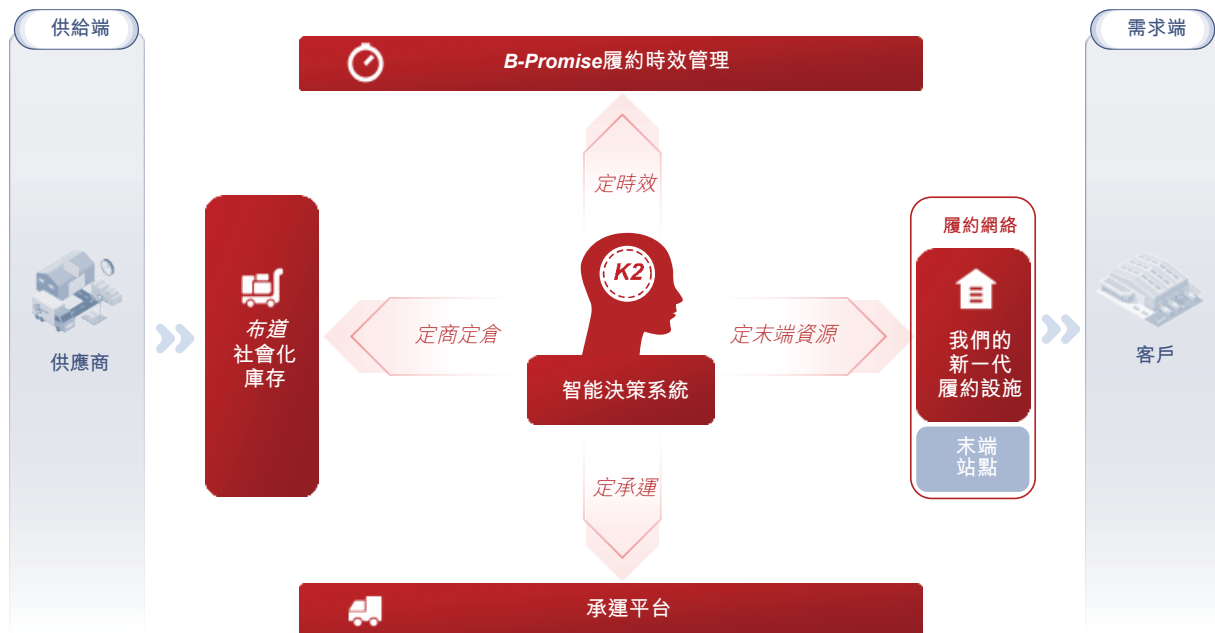 供給端
需求端
B-Promise履約時效管理
定時效
履約網絡
K2
布道
社會化
庫存
定商定倉
定末端資源
我們的
新一代
履約設施
供應商
客戶
智能決策系統
末端
站點
定承運
承運平台